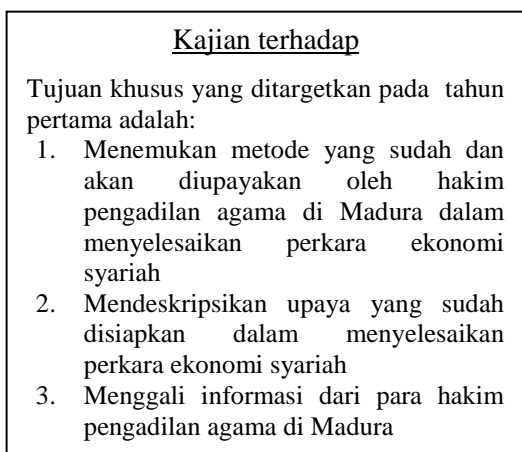 Kajian terhadap
Tujuan khusus yang ditargetkan pada tahun
pertama adalah:
1. Menemukan metode yang sudah dan
akan diupayakan oleh hakim
pengadilan agama di Madura dalam
menyelesaikan perkara ekonomi
syariah
2. Mendeskripsikan upaya yang sudah
disiapkan dalam menyelesaikan
perkara ekonomi syariah
3. Menggali informasi dari para hakim
pengadilan agama di Madura